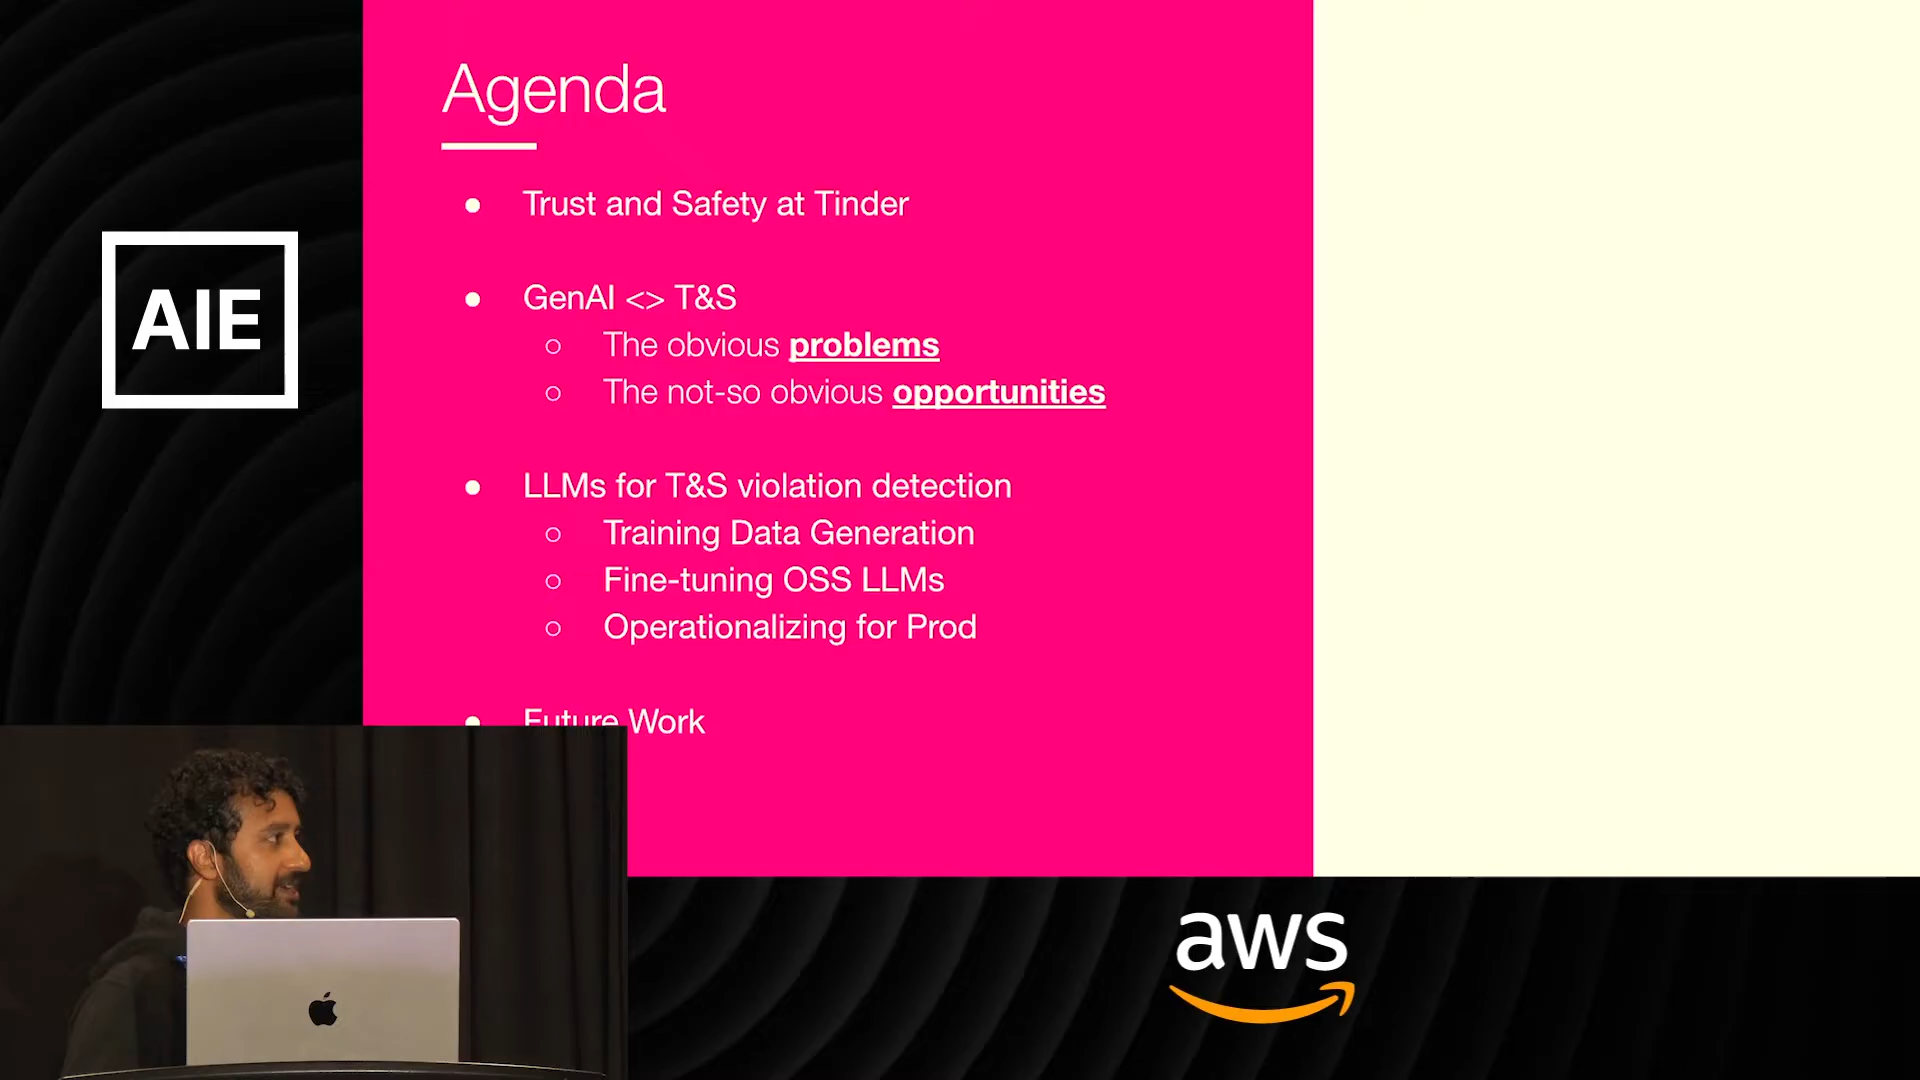 Agenda
● Trust and Safety at Tinder
● GenAI <> T&S
○ The obvious problems
○ The not-so obvious opportunities
● LLMs for T&S violation detection
○ Training Data Generation
○ Fine-tuning OSS LLMs
○ Operationalizing for Prod
● Future Work
AIE
aws